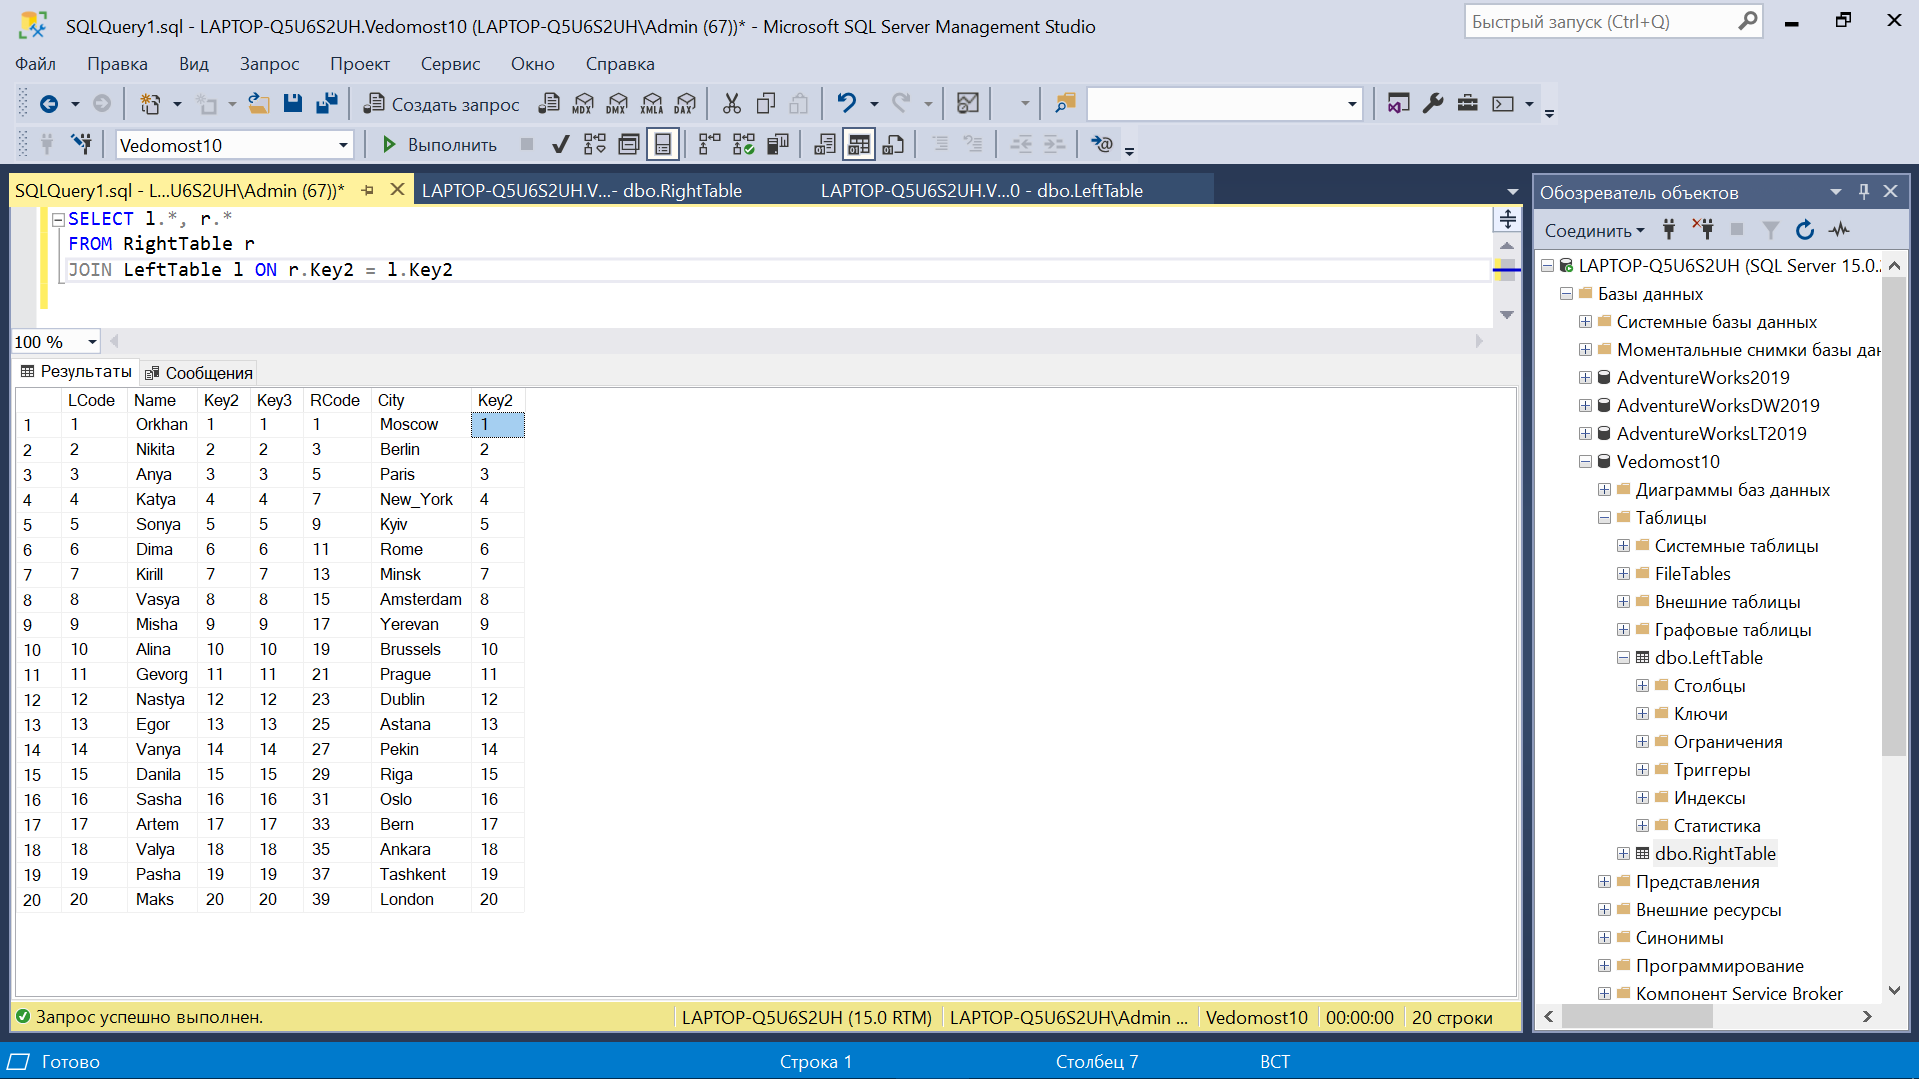 SQLQuery1.sql - LAPTOP-Q5U6S2UH.Vedomost10 (LAPTOP-Q5U6S2UH\Admin (67))* - Microsoft SQL Server Management Studio
Быстрый запуск (Ctrl+Q)
Файл Правка Вид Запрос Проект Сервис Окно Справка
Создать запрос MDX DMX XMLA DAX
Vedomost10 Выполнить
SQLQuery1.sql - L...U6S2UH\Admin (67))* LAPTOP-Q5U6S2UH.V...- dbo.RightTable LAPTOP-Q5U6S2UH.V...0 - dbo.LeftTable
SELECT l.*, r.*
FROM RightTable r
JOIN LeftTable l ON r.Key2 = l.Key2
100 %
Результаты Сообщения
LCode Name Key2 Key3 RCode City Key2
1 1 Orkhan 1 1 1 Moscow 1
2 2 Nikita 2 2 3 Berlin 2
3 3 Anya 3 3 5 Paris 3
4 4 Katya 4 4 7 New_York 4
5 5 Sonya 5 5 9 Kyiv 5
6 6 Dima 6 6 11 Rome 6
7 7 Kirill 7 7 13 Minsk 7
8 8 Vasya 8 8 15 Amsterdam 8
9 9 Misha 9 9 17 Yerevan 9
10 10 Alina 10 10 19 Brussels 10
11 11 Gevorg 11 11 21 Prague 11
12 12 Nastya 12 12 23 Dublin 12
13 13 Egor 13 13 25 Astana 13
14 14 Vanya 14 14 27 Pekin 14
15 15 Danila 15 15 29 Riga 15
16 16 Sasha 16 16 31 Oslo 16
17 17 Artem 17 17 33 Bern 17
18 18 Valya 18 18 35 Ankara 18
19 19 Pasha 19 19 37 Tashkent 19
20 20 Maks 20 20 39 London 20
Запрос успешно выполнен. LAPTOP-Q5U6S2UH (15.0 RTM) LAPTOP-Q5U6S2UH\Admin ... Vedomost10 00:00:00 20 строки
Обозреватель объектов
Соединить
LAPTOP-Q5U6S2UH (SQL Server 15.0.
Базы данных
Системные базы данных
Моментальные снимки базы дан
AdventureWorks2019
AdventureWorksDW2019
AdventureWorksLT2019
Vedomost10
Диаграммы баз данных
Таблицы
Системные таблицы
FileTables
Внешние таблицы
Графовые таблицы
dbo.LeftTable
Столбцы
Ключи
Ограничения
Триггеры
Индексы
Статистика
dbo.RightTable
Представления
Внешние ресурсы
Синонимы
Программирование
Компонент Service Broker
Готово Строка 1 Столбец 7 ВСТ